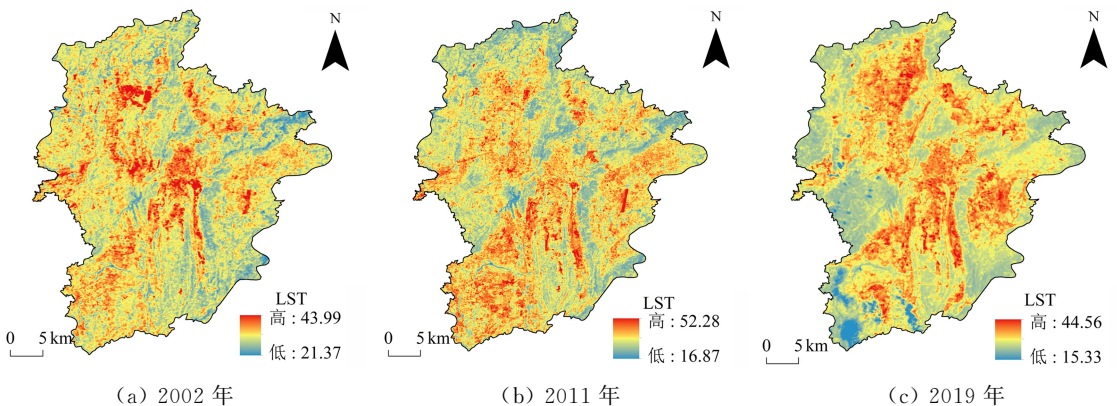 N
LST
高：43.99
低：21.37
0 5 km
(a) 2002 年
N
LST
高：52.28
低：16.87
0 5 km
(b) 2011 年
N
LST
高：44.56
低：15.33
0 5 km
(c) 2019 年